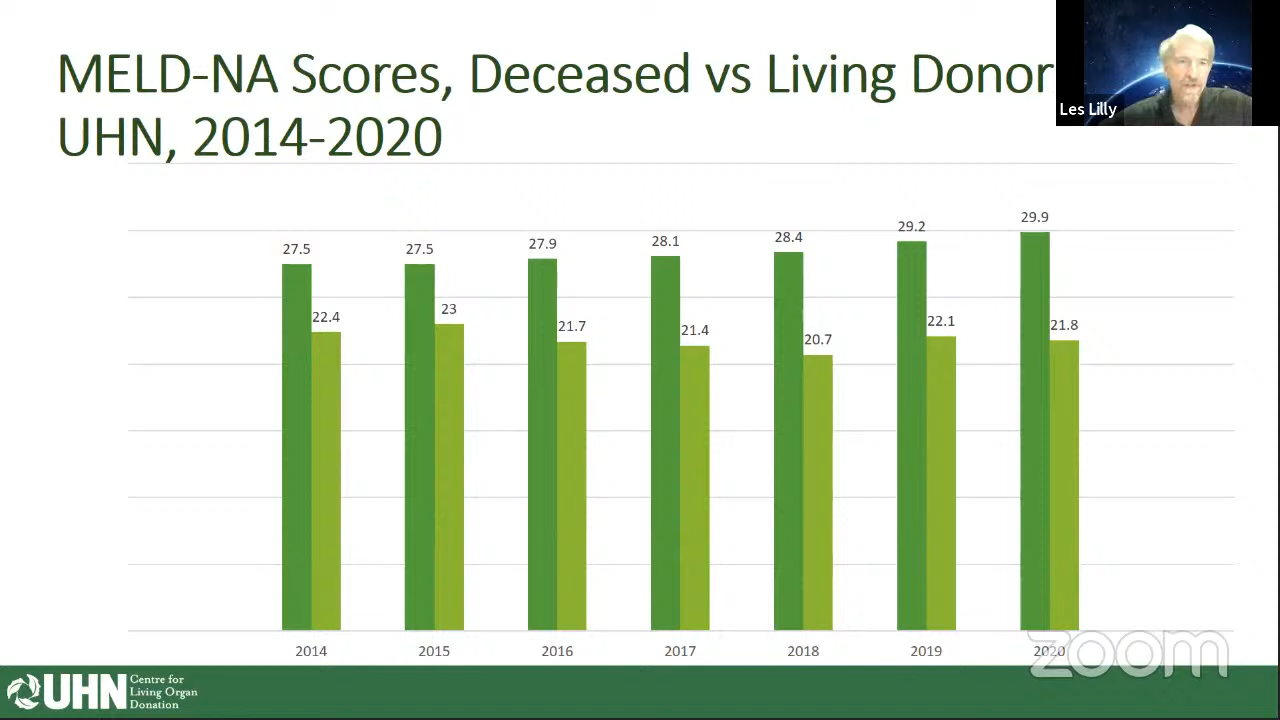 MELD-NA Scores, Deceased vs Living Donor
UHN, 2014-2020
Les Lilly
27.5
22.4
27.5
23
27.9
21.7
28.1
21.4
28.4
20.7
29.2
22.1
29.9
21.8
2014
2015
2016
2017
2018
2019
2020
zoom
UHN
Centre for
Living Organ
Donation